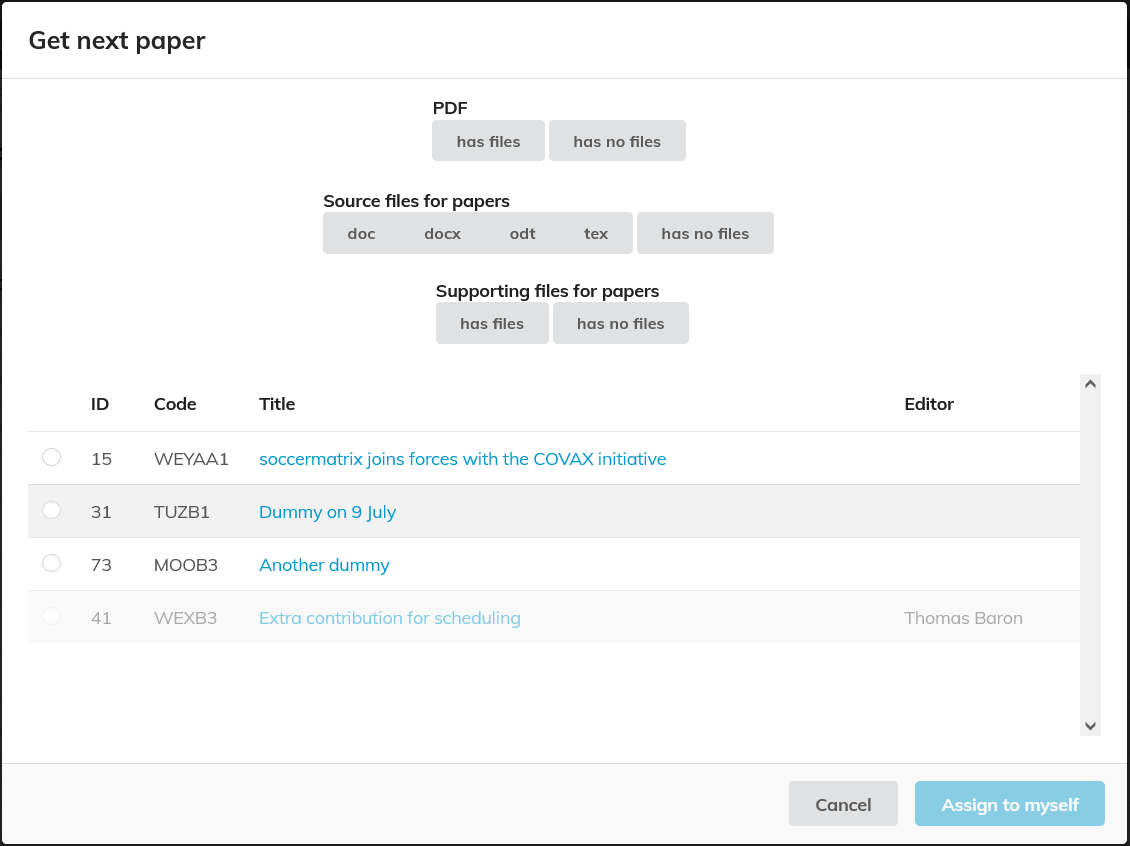 Get next paper
PDF
has files has no files
Source files for papers
doc docx odt tex has no files
Supporting files for papers
has files has no files
ID Code Title Editor
15 WEYAA1 soccermatrix joins forces with the COVAX initiative
31 TUZB1 Dummy on 9 July
73 MOOB3 Another dummy
41 WEXB3 Extra contribution for scheduling Thomas Baron
Cancel Assign to myself